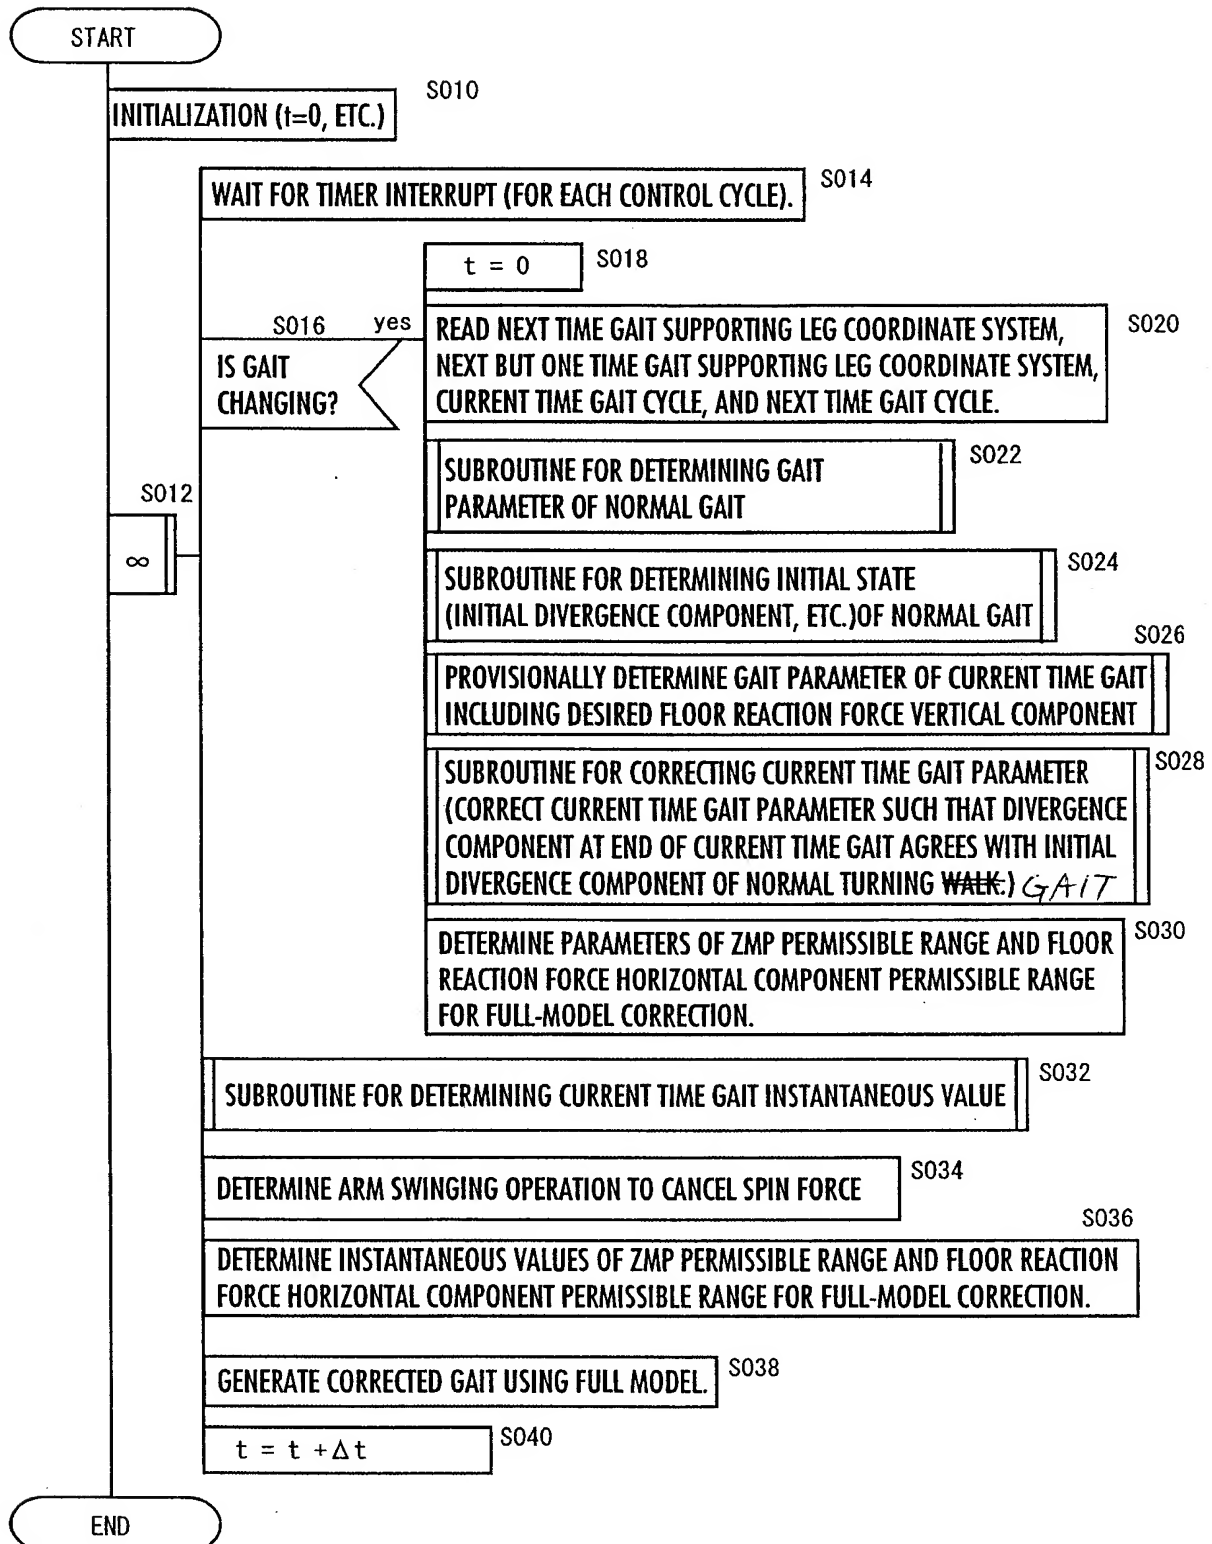 START
S010
INITIALIZATION (t=0, ETC.)
S014
WAIT FOR TIMER INTERRUPT (FOR EACH CONTROL CYCLE).
t = 0
S018
S016
yes
IS GAIT
CHANGING?
S020
READ NEXT TIME GAIT SUPPORTING LEG COORDINATE SYSTEM,
NEXT BUT ONE TIME GAIT SUPPORTING LEG COORDINATE SYSTEM,
CURRENT TIME GAIT CYCLE, AND NEXT TIME GAIT CYCLE.
S022
SUBROUTINE FOR DETERMINING GAIT
PARAMETER OF NORMAL GAIT
S012
∞
S024
SUBROUTINE FOR DETERMINING INITIAL STATE
(INITIAL DIVERGENCE COMPONENT, ETC.)OF NORMAL GAIT
S026
PROVISIONALLY DETERMINE GAIT PARAMETER OF CURRENT TIME GAIT
INCLUDING DESIRED FLOOR REACTION FORCE VERTICAL COMPONENT
S028
SUBROUTINE FOR CORRECTING CURRENT TIME GAIT PARAMETER
(CORRECT CURRENT TIME GAIT PARAMETER SUCH THAT DIVERGENCE
COMPONENT AT END OF CURRENT TIME GAIT AGREES WITH INITIAL
DIVERGENCE COMPONENT OF NORMAL TURNING WALK.) GAIT
S030
DETERMINE PARAMETERS OF ZMP PERMISSIBLE RANGE AND FLOOR
REACTION FORCE HORIZONTAL COMPONENT PERMISSIBLE RANGE
FOR FULL-MODEL CORRECTION.
S032
SUBROUTINE FOR DETERMINING CURRENT TIME GAIT INSTANTANEOUS VALUE
S034
DETERMINE ARM SWINGING OPERATION TO CANCEL SPIN FORCE
S036
DETERMINE INSTANTANEOUS VALUES OF ZMP PERMISSIBLE RANGE AND FLOOR REACTION
FORCE HORIZONTAL COMPONENT PERMISSIBLE RANGE FOR FULL-MODEL CORRECTION.
S038
GENERATE CORRECTED GAIT USING FULL MODEL.
S040
t = t +Δt
END